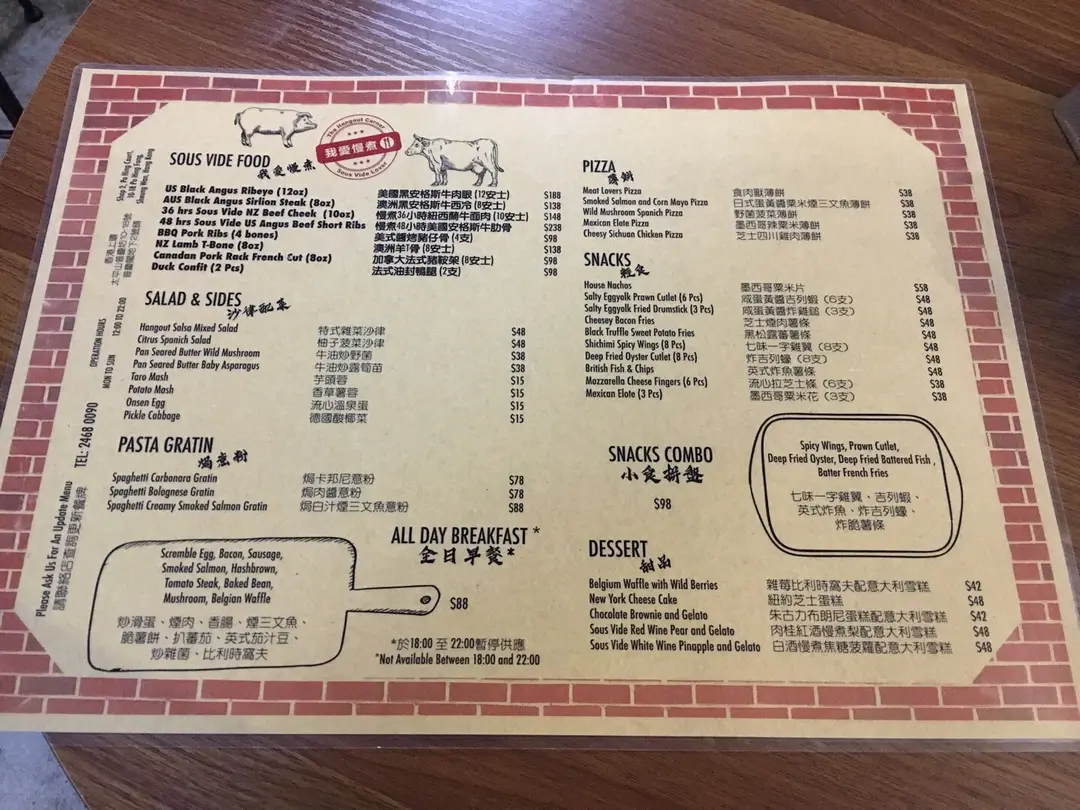 The Hangout Corner
我愛慢煮
Sous Vide Lover
SOUS VIDE FOOD
我愛慢煮
US Black Angus Ribeye (12oz) 美國黑安格斯牛肉眼 (12安士) $188
AUS Black Angus Sirlion Steak (8oz) 澳洲黑安格斯牛西冷 (8安士) $138
36 hrs Sous Vide NZ Beef Cheek (10oz) 慢煮36小時紐西蘭牛面肉 (10安士) $148
48 hrs Sous Vide US Angus Beef Short Ribs 慢煮48小時美國安格斯牛肋骨 $238
BBQ Pork Ribs (4 bones) 美式醬烤豬仔骨 (4支) $98
NZ Lamb T-Bone (8oz) 澳洲羊T骨 (8安士) $138
Canadan Pork Rack French Cut (8oz) 加拿大法式豬鞍架 (8安士) $98
Duck Confit (2 Pcs) 法式油封鴨腿 (2支) $98
SALAD & SIDES
沙律配菜
Hangout Salsa Mixed Salad 特式雜菜沙律 $48
Citrus Spanich Salad 柚子菠菜沙律 $48
Pan Seared Butter Wild Mushroom 牛油炒野菌 $38
Pan Seared Butter Baby Asparagus 牛油炒露筍苗 $38
Taro Mash 芋頭蓉 $15
Potato Mash 香草薯蓉 $15
Onsen Egg 流心溫泉蛋 $15
Pickle Cabbage 德國酸椰菜 $15
PASTA GRATIN
焗意粉
Spaghetti Carbonara Gratin 焗卡邦尼意粉 $78
Spaghetti Bolognese Gratin 焗肉醬意粉 $78
Spaghetti Creamy Smoked Salmon Gratin 焗白汁煙三文魚意粉 $88
ALL DAY BREAKFAST *
全日早餐*
Scremble Egg, Bacon, Sausage,
Smoked Salmon, Hashbrown,
Tomato Steak, Baked Bean,
Mushroom, Belgian Waffle
$88
炒滑蛋、煙肉、香腸、煙三文魚、
脆薯餅、扒蕃茄、英式茄汁豆、
炒雜菌、比利時窩夫
*於18:00 至 22:00暫停供應
*Not Available Between 18:00 and 22:00
PIZZA
薄餅
Meat Lovers Pizza 食肉獸薄餅 $38
Smoked Salmon and Corn Mayo Pizza 日式蛋黃醬粟米煙三文魚薄餅 $38
Wild Mushroom Spanich Pizza 野菌菠菜薄餅 $38
Mexican Elote Pizza 墨西哥辣粟米薄餅 $38
Cheesy Sichuan Chicken Pizza 芝士四川雞肉薄餅 $38
SNACKS
輕食
House Nachos 墨西哥粟米片 $58
Salty Eggyolk Prawn Cutlet (6 Pcs) 咸蛋黃醬吉列蝦 (6支) $48
Salty Eggyolk Fried Drumstick (3 Pcs) 咸蛋黃醬炸雞鎚 (3支) $48
Cheesey Bacon Fries 芝士煙肉薯條 $48
Black Truffle Sweet Potato Fries 黑松露蕃薯條 $48
Shichimi Spicy Wings (8 Pcs) 七味一字雞翼 (8支) $48
Deep Fried Oyster Cutlet (8 Pcs) 炸吉列蠔 (8支) $48
British Fish & Chips 英式炸魚薯條 $48
Mozzarella Cheese Fingers (6 Pcs) 流心拉芝士條 (6支) $38
Mexican Elote (3 Pcs) 墨西哥粟米花 (3支) $38
SNACKS COMBO
小食拼盤
$98
Spicy Wings, Prawn Cutlet,
Deep Fried Oyster, Deep Fried Battered Fish ,
Batter French Fries
七味一字雞翼、吉列蝦、
英式炸魚、炸吉列蠔、
炸脆薯條
DESSERT
甜品
Belgium Waffle with Wild Berries 雜莓比利時窩夫配意大利雪糕 $42
New York Cheese Cake 紐約芝士蛋糕 $48
Chocolate Brownie and Gelato 朱古力布朗尼蛋糕配意大利雪糕 $42
Sous Vide Red Wine Pear and Gelato 肉桂紅酒慢煮梨配意大利雪糕 $48
Sous Vide White Wine Pinapple and Gelato 白酒慢煮焦糖菠蘿配意大利雪糕 $48
Please Ask Us For An Update Menu
請聯絡店查詢更新餐牌
TEL: 2468 0090
OPERATION HOURS
MON TO SUN 12:00 TO 22:00
香港上環
Shop 2, Po Hing Court,
Sheung Wan, Hong Kong